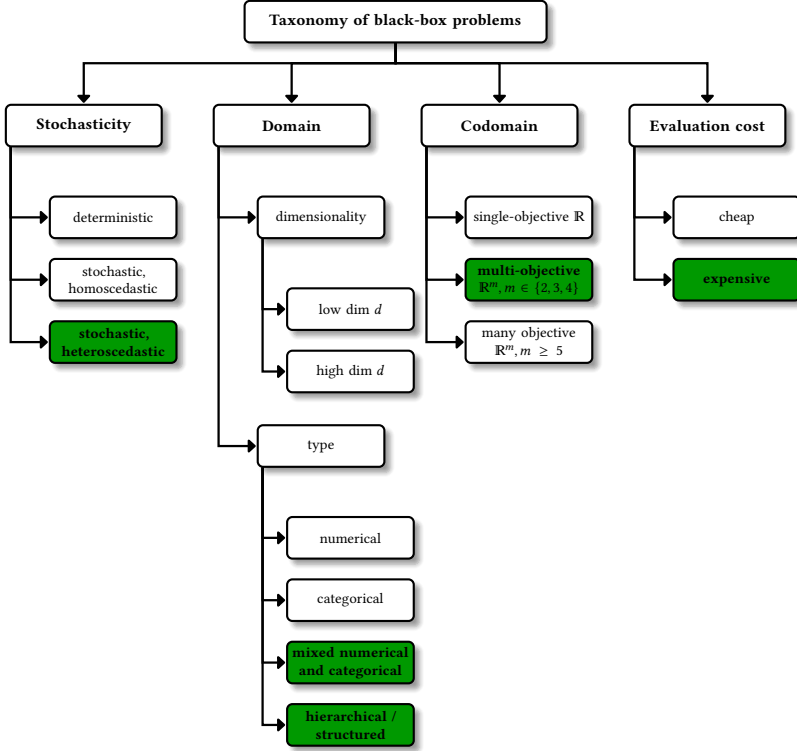 Taxonomy of black-box problems
Stochasticity
deterministic
stochastic,
homoscedastic
stochastic,
heteroscedastic
Domain
dimensionality
low dim d
high dim d
type
numerical
categorical
mixed numerical
and categorical
hierarchical /
structured
Codomain
single-objective ℝ
multi-objective
ℝᵐ, m ∈ {2, 3, 4}
many objective
ℝᵐ, m ≥ 5
Evaluation cost
cheap
expensive